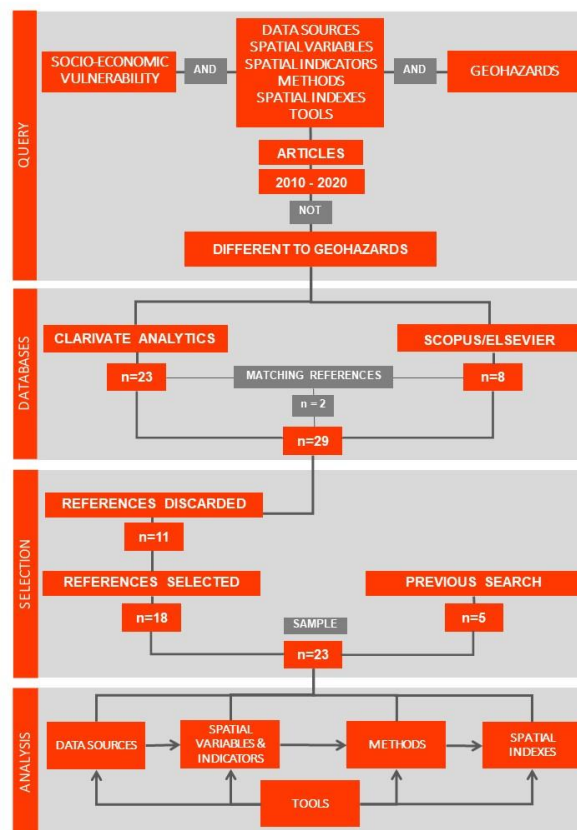 QUERY
DATA SOURCES
SPATIAL VARIABLES
SPATIAL INDICATORS
METHODS
SPATIAL INDEXES
TOOLS
SOCIO-ECONOMIC
VULNERABILITY
AND
AND
GEOHAZARDS
ARTICLES
2010 - 2020
NOT
DIFFERENT TO GEOHAZARDS
DATABASES
CLARIVATE ANALYTICS
SCOPUS/ELSEVIER
n=23
MATCHING REFERENCES
n=8
n = 2
n=29
SELECTION
REFERENCES DISCARDED
n=11
REFERENCES SELECTED
PREVIOUS SEARCH
n=18
n=5
SAMPLE
n=23
ANALYSIS
DATA SOURCES
SPATIAL
VARIABLES &
INDICATORS
METHODS
SPATIAL
INDEXES
TOOLS